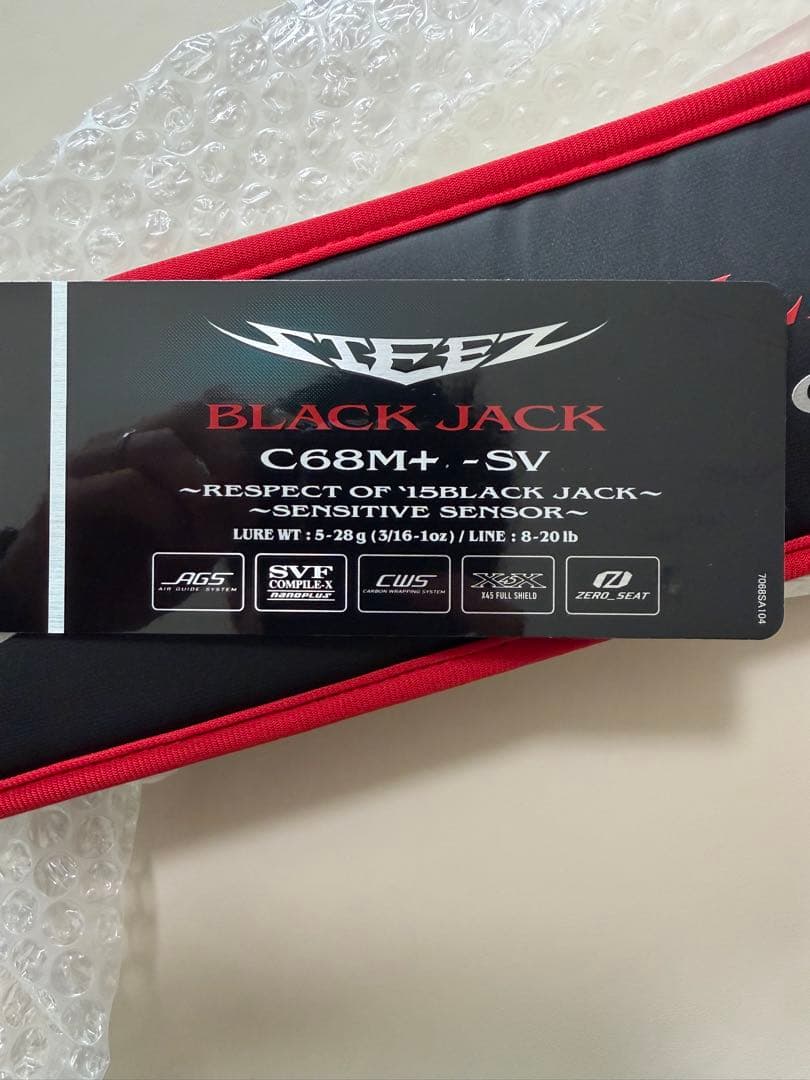 STEEZ
BLACK JACK
C68M+ -SV
~RESPECT OF '15BLACK JACK~
~SENSITIVE SENSOR~
LURE WT : 5-28g (3/16-1oz) / LINE : 8-20 lb
AGS
AIR GUIDE SYSTEM
SVF
COMPILE-X
nanoplus
CWS
CARBON WRAPPING SYSTEM
X45X
X45 FULL SHIELD
ZERO_SEAT
7068SA104